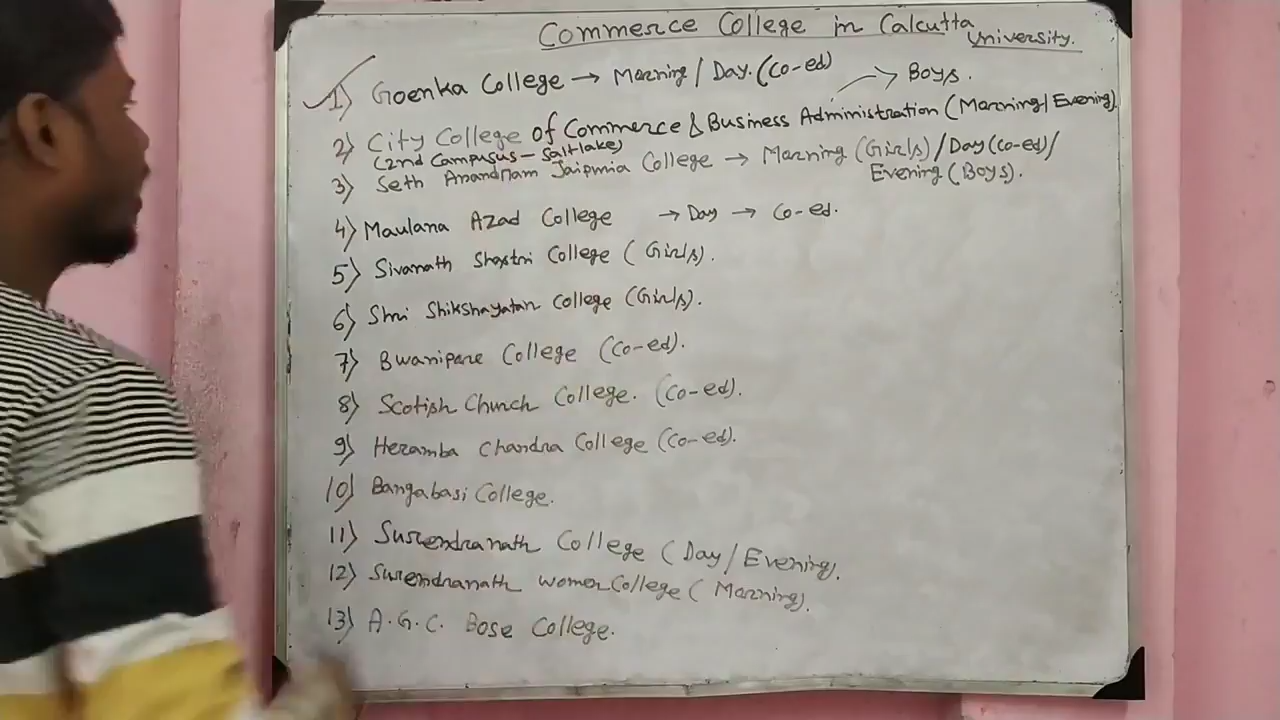 Commerce College in Calcutta University.
1) Goenka College → Morning / Day. (Co-ed)
→ Boys.
2) City College of Commerce & Business Administration (Morning/Evening)
(2nd Campusus - Saltlake)
3) Seth Anandram Jaipuria College → Morning (Girls) / Day (Co-ed) /
Evening (Boys).
4) Maulana Azad College → Day → Co-ed.
5) Sivanath Shastri College (Girls).
6) Shri Shikshayatan College (Girls).
7) Bwanipore College (Co-ed).
8) Scotish Church College. (Co-ed).
9) Heramba Chandra College (Co-ed).
10) Bangabasi College.
11) Surendranath College (Day/Evening).
12) Surendranath women College (Morning).
13) A.G.C. Bose College.